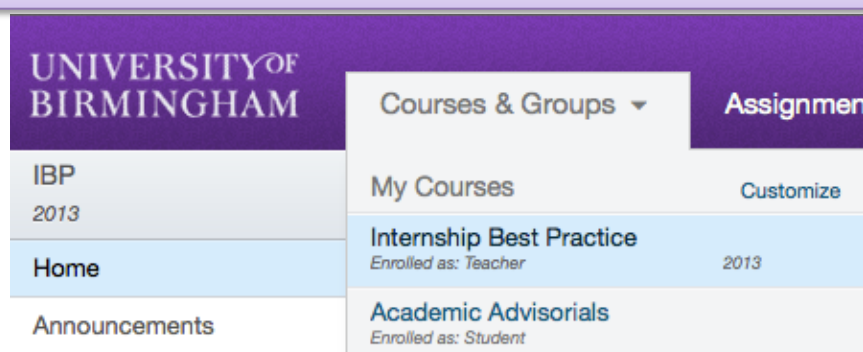 UNIVERSITY OF
BIRMINGHAM
Courses & Groups
IBP
2013
Home
Announcements
My Courses Customize
Internship Best Practice
Enrolled as: Teacher 2013
Academic Advisorials
Enrolled as: Student